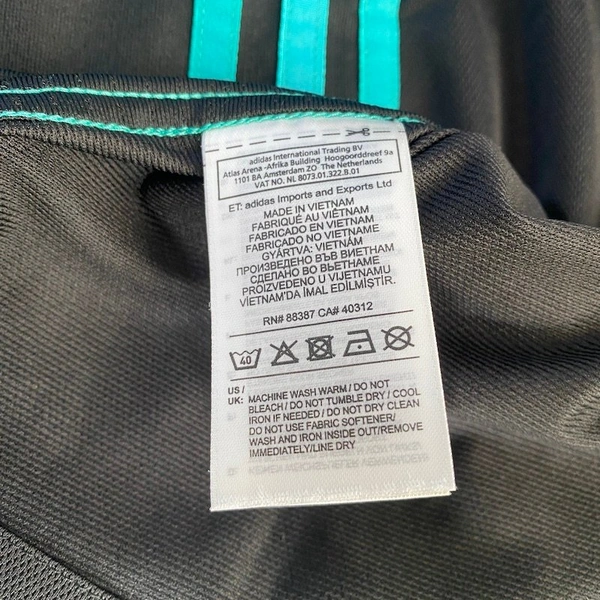 adidas International Trading BV
Atlas Arena -Afrika Building Hoogoorddreef 9a
1101 BA Amsterdam ZO The Netherlands
VAT NO. NL 8073.01.322.B.01
ET: adidas Imports and Exports Ltd
MADE IN VIETNAM
FABRIQUÉ AU VIÊTNAM
FABRICADO EN VIETNAM
FABRICADO NO VIETNAME
GYÁRTVA: VIETNÁM
ПРОИЗВЕДЕНО ВЪВ ВИЕТНАМ
СДЕЛАНО ВО ВЬЕТНАМЕ
PROIZVEDENO U VIJETNAMU
VİETNAM'DA İMAL EDİLMİŞTİR.
RN# 88387 CA# 40312
40
US /
UK: MACHINE WASH WARM / DO NOT
BLEACH / DO NOT TUMBLE DRY / COOL
IRON IF NEEDED / DO NOT DRY CLEAN
DO NOT USE FABRIC SOFTENER/
WASH AND IRON INSIDE OUT/REMOVE
IMMEDIATELY/LINE DRY